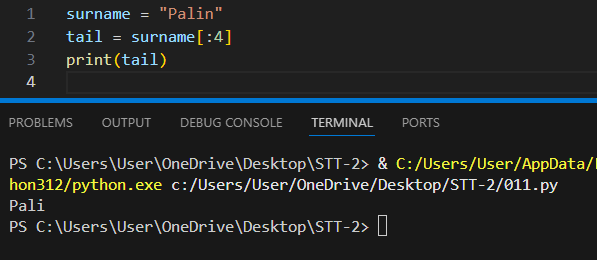 1 surname = "Palin"
2 tail = surname[:4]
3 print(tail)
4
PROBLEMS OUTPUT DEBUG CONSOLE TERMINAL PORTS
PS C:\Users\User\OneDrive\Desktop\STT-2> & C:/Users/User/AppData/
hon312/python.exe c:/Users/User/OneDrive/Desktop/STT-2/011.py
Pali
PS C:\Users\User\OneDrive\Desktop\STT-2>